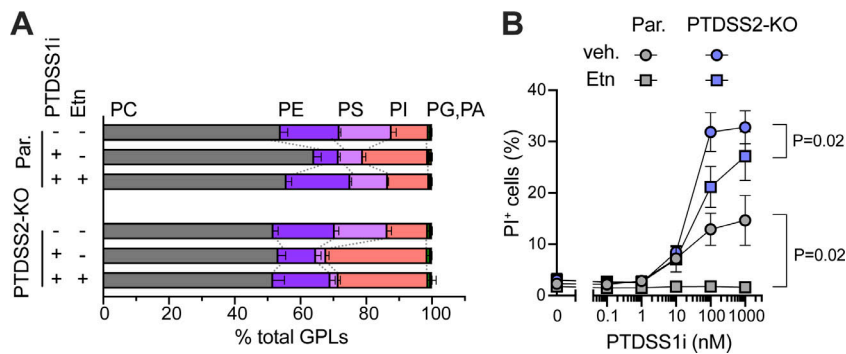 A
PTDSS1i
Etn
PC
PE
PS
PI
PG,PA
Par.
- -
+ -
+ +
PTDSS2-KO
- -
+ -
+ +
0 20 40 60 80 100
% total GPLs
B
Par. PTDSS2-KO
veh.
Etn
PI+ cells (%)
40
30
20
10
0
P=0.02
P=0.02
0 0.1 1 10 100 1000
PTDSS1i (nM)